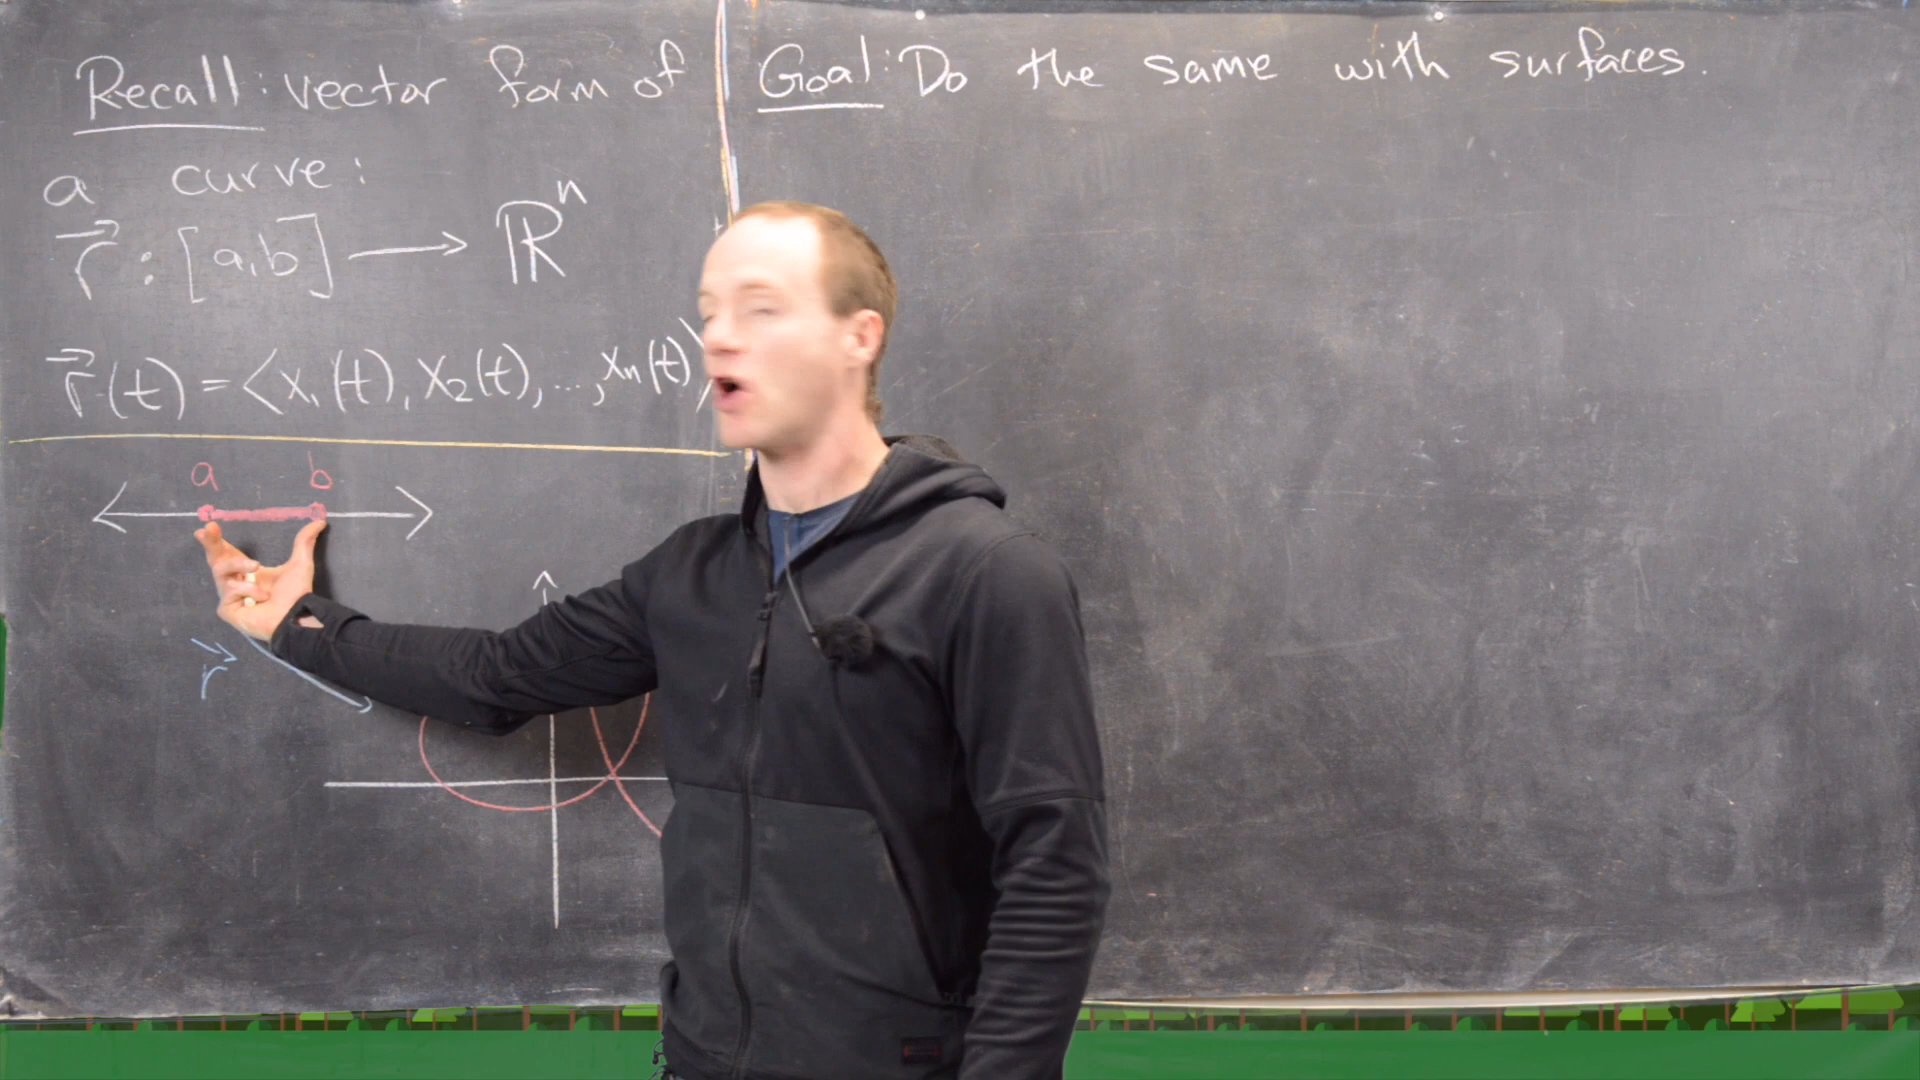 Recall: vector form of
a curve:
r⃗ : [a,b] ⟶ ℝⁿ
r⃗(t) = ⟨x₁(t), x₂(t), ..., xₙ(t)⟩
a b
r⃗
Goal: Do the same with surfaces.